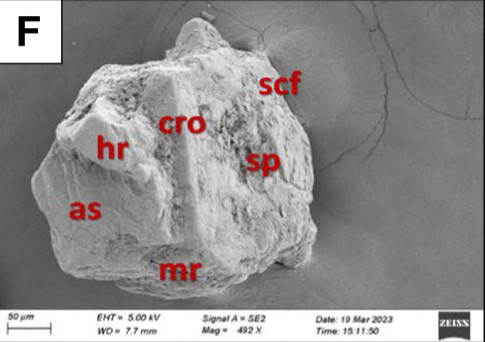 F
scf
cro
hr
sp
as
mr
50 µm
EHT = 5.00 kV
Signal A = SE2
Date: 19 Mar 2023
ZEISS
WD = 7.7 mm
Mag = 492 X
Time: 15:11:50